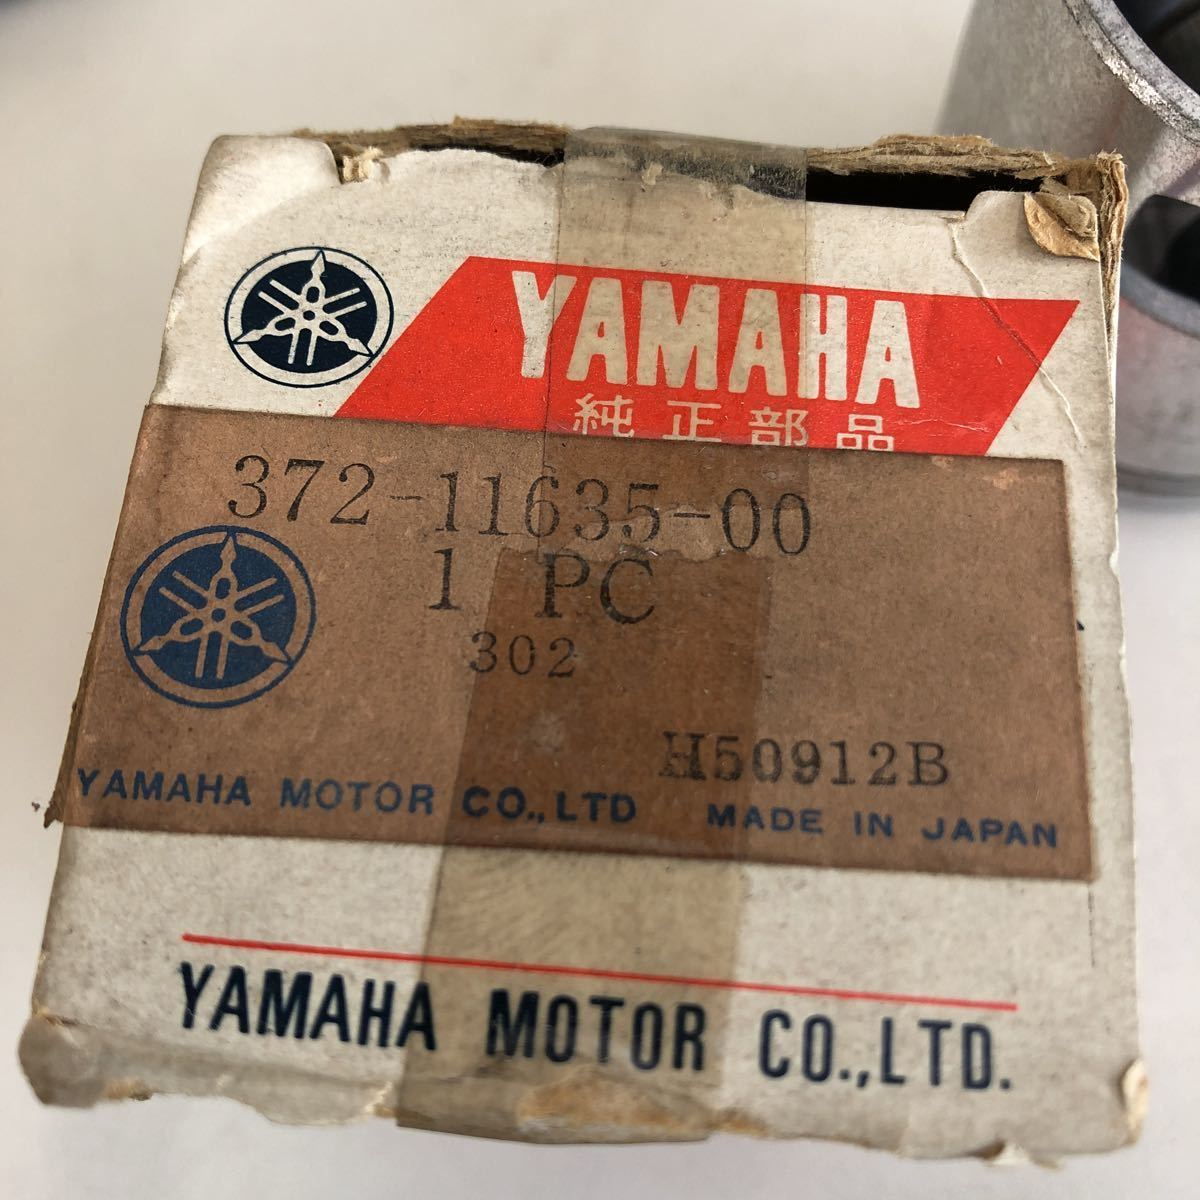 YAMAHA
純正部品
372-11635-00
1 PC
302
H50912B
YAMAHA MOTOR CO., LTD MADE IN JAPAN
YAMAHA MOTOR CO.,LTD.